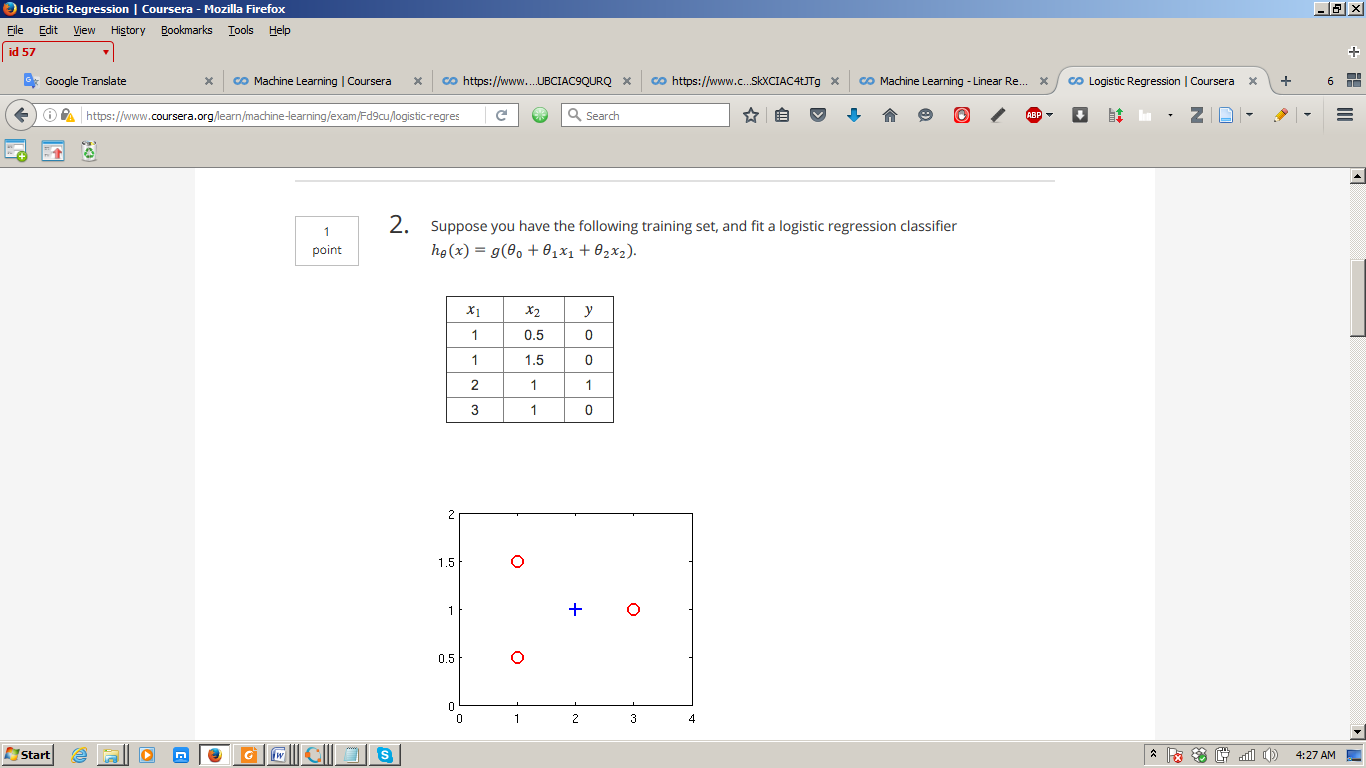 Logistic Regression | Coursera - Mozilla Firefox
File Edit View History Bookmarks Tools Help
id 57
Google Translate
Machine Learning | Coursera
https://www....UBCIAC9QURQ
https://www.c...SkXCIAC4tJTg
Machine Learning - Linear Re...
Logistic Regression | Coursera
6
https://www.coursera.org/learn/machine-learning/exam/Fd9cu/logistic-regres
Search
ABP
1
point
2. Suppose you have the following training set, and fit a logistic regression classifier
hθ(x) = g(θ0 + θ1x1 + θ2x2).
x1 x2 y
1 0.5 0
1 1.5 0
2 1 1
3 1 0
2
1.5
1
0.5
0
0 1 2 3 4
Start
4:27 AM